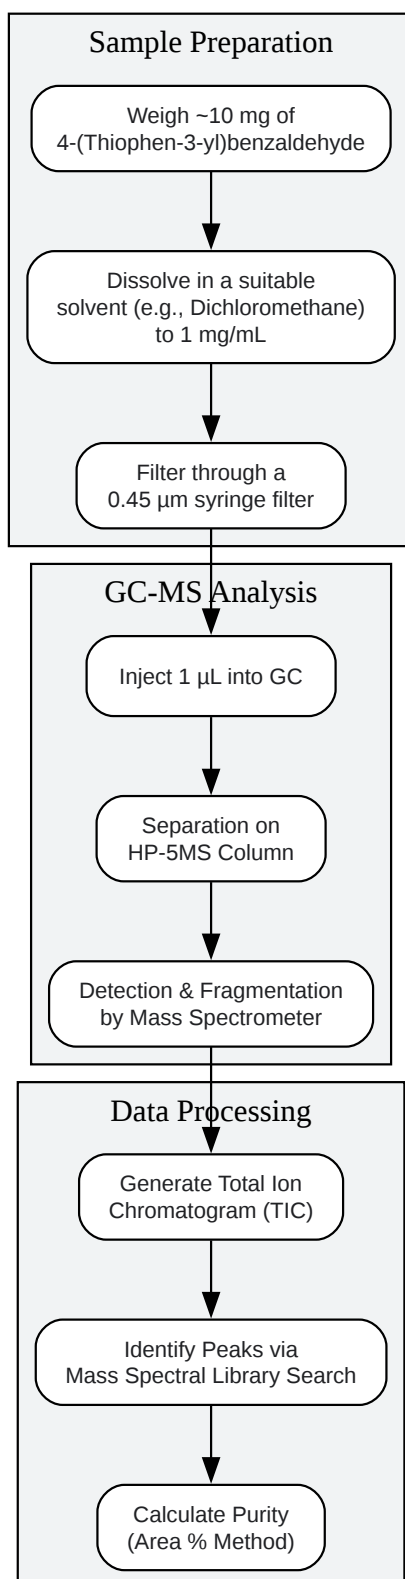 Sample Preparation
Weigh ~10 mg of
4-(Thiophen-3-yl)benzaldehyde
Dissolve in a suitable
solvent (e.g., Dichloromethane)
to 1 mg/mL
Filter through a
0.45 µm syringe filter
GC-MS Analysis
Inject 1 µL into GC
Separation on
HP-5MS Column
Detection & Fragmentation
by Mass Spectrometer
Data Processing
Generate Total Ion
Chromatogram (TIC)
Identify Peaks via
Mass Spectral Library Search
Calculate Purity
(Area % Method)